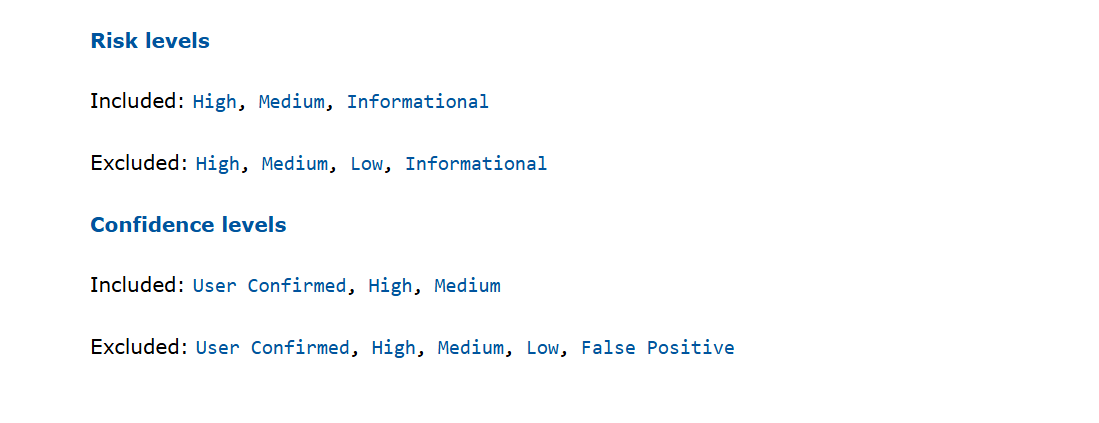 Risk levels
Included: High, Medium, Informational
Excluded: High, Medium, Low, Informational
Confidence levels
Included: User Confirmed, High, Medium
Excluded: User Confirmed, High, Medium, Low, False Positive